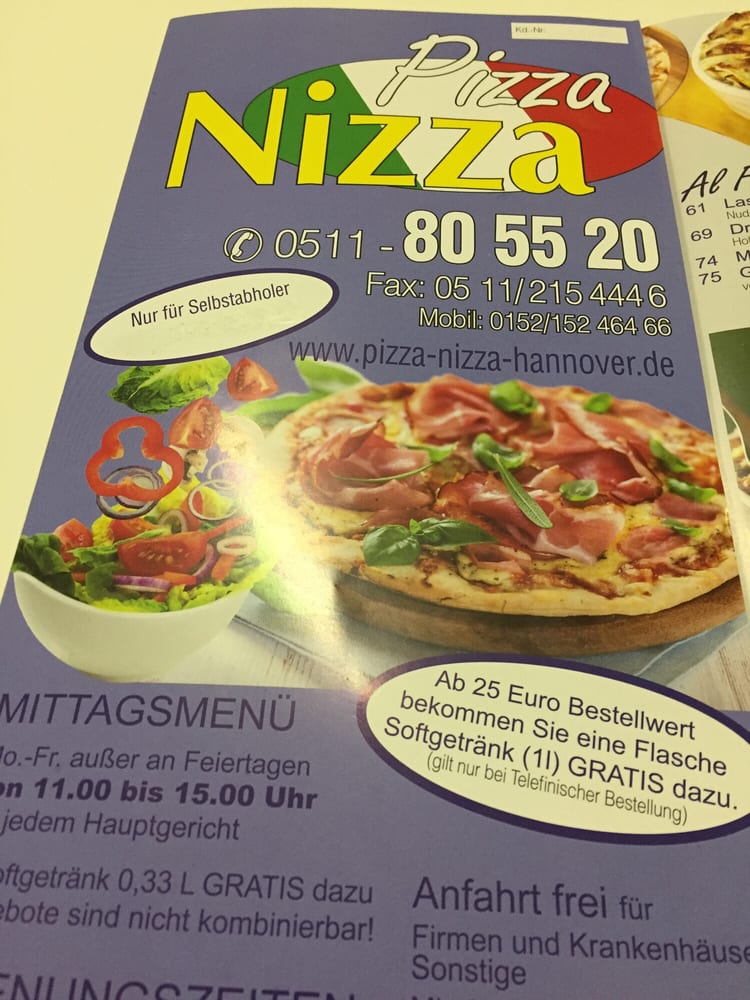 Kd.-Nr.
Pizza
Nizza
0511 - 80 55 20
Fax: 05 11/215 444 6
Mobil: 0152/152 464 66
www.pizza-nizza-hannover.de
Nur für Selbstabholer
Al
61
69
74
75
Ab 25 Euro Bestellwert
bekommen Sie eine Flasche
Softgetränk (1l) GRATIS dazu.
(gilt nur bei Telefinischer Bestellung)
MITTAGSMENÜ
Mo.-Fr. außer an Feiertagen
on 11.00 bis 15.00 Uhr
jedem Hauptgericht
oftgetränk 0,33 L GRATIS dazu
ebote sind nicht kombinierbar!
Anfahrt frei für
Firmen und Krankenhäuse
Sonstige
ENUNGSZEITEN